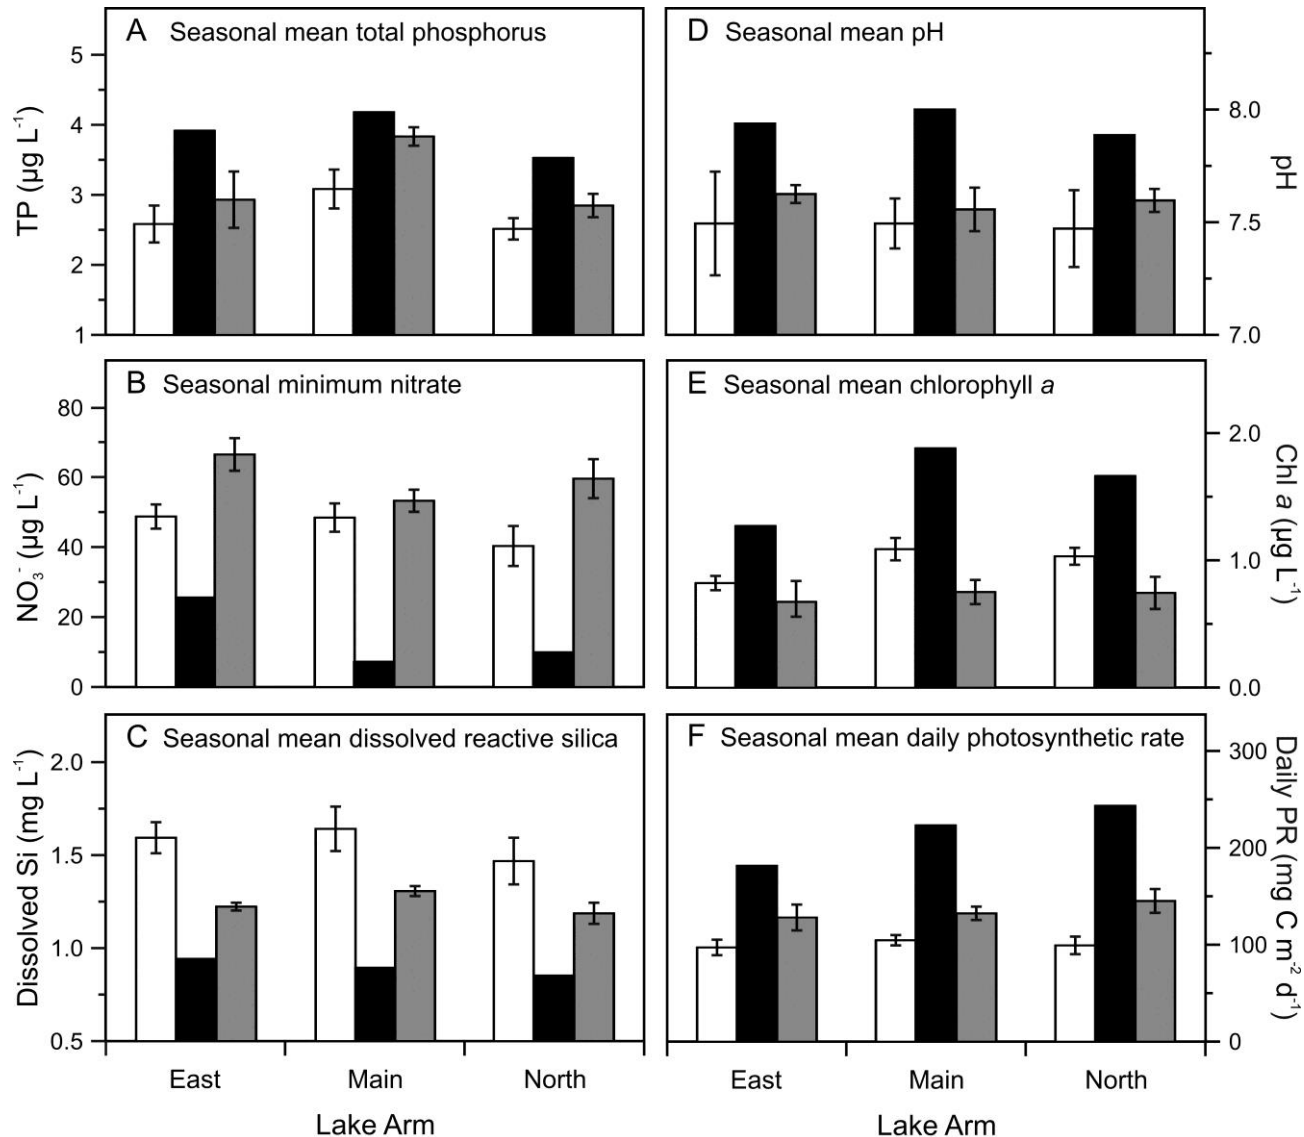 A Seasonal mean total phosphorus
TP (µg L⁻¹)
5
4
3
2
1
D Seasonal mean pH
8.0
7.5
7.0
pH
B Seasonal minimum nitrate
NO₃⁻ (µg L⁻¹)
80
60
40
20
0
E Seasonal mean chlorophyll a
2.0
1.0
0.0
Chl a (µg L⁻¹)
C Seasonal mean dissolved reactive silica
Dissolved Si (mg L⁻¹)
2.0
1.5
1.0
0.5
East Main North
Lake Arm
F Seasonal mean daily photosynthetic rate
300
200
100
0
Daily PR (mg C m⁻² d⁻¹)
East Main North
Lake Arm